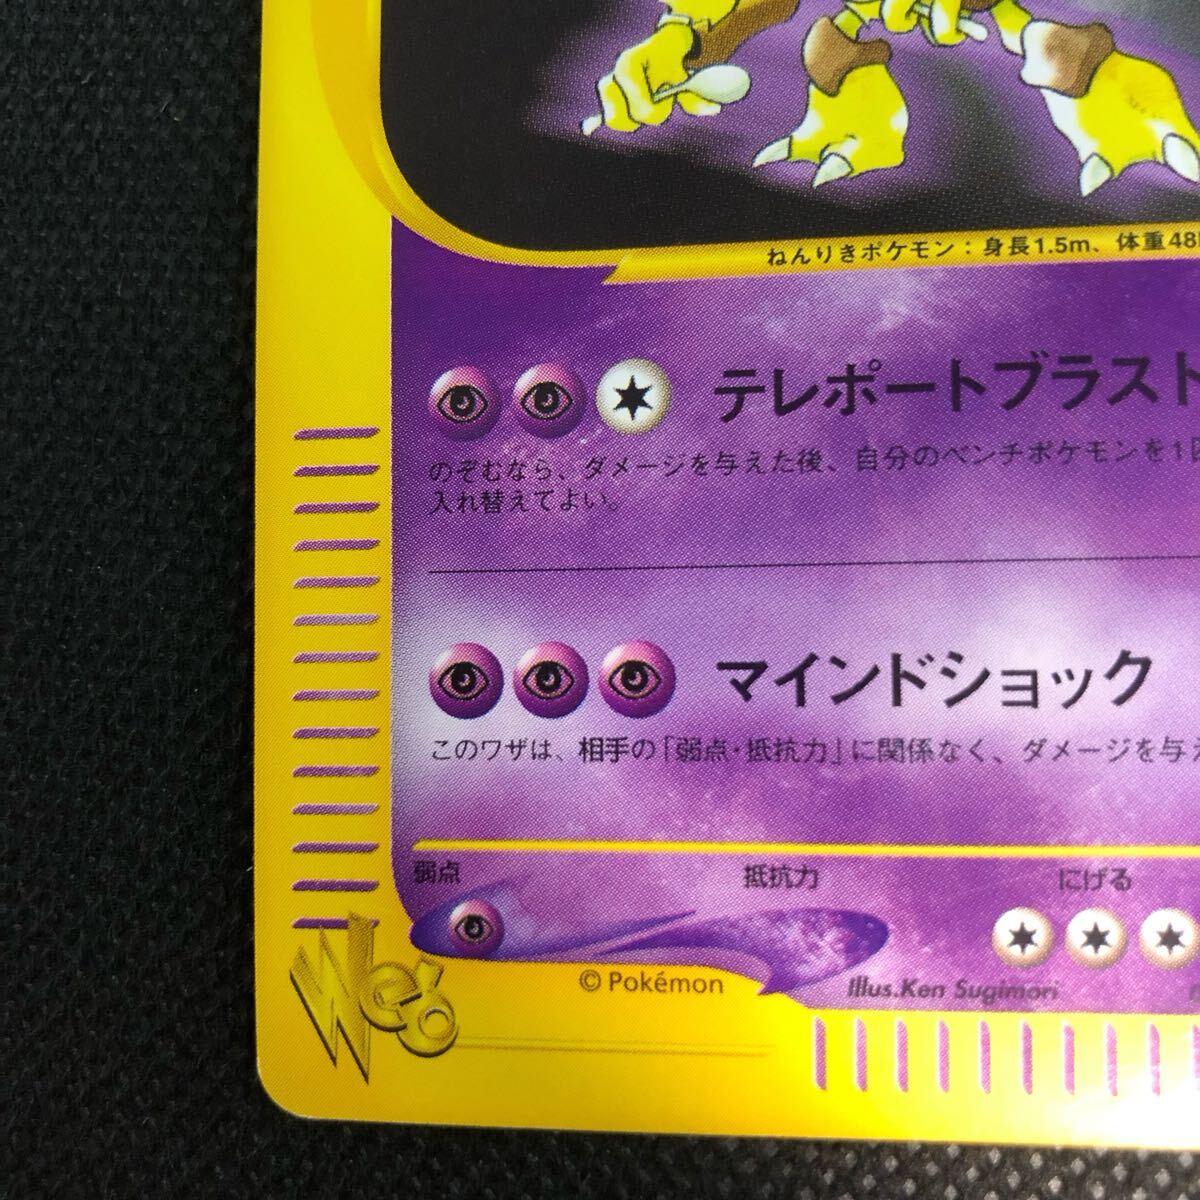 ねんりきポケモン：身長1.5m、体重48
テレポートブラスト
のぞむなら、ダメージを与えた後、自分のベンチポケモンを1
入れ替えてよい。
マインドショック
このワザは、相手の「弱点・抵抗力」に関係なく、ダメージを与え
弱点 抵抗力 にげる
© Pokémon Illus.Ken Sugimori